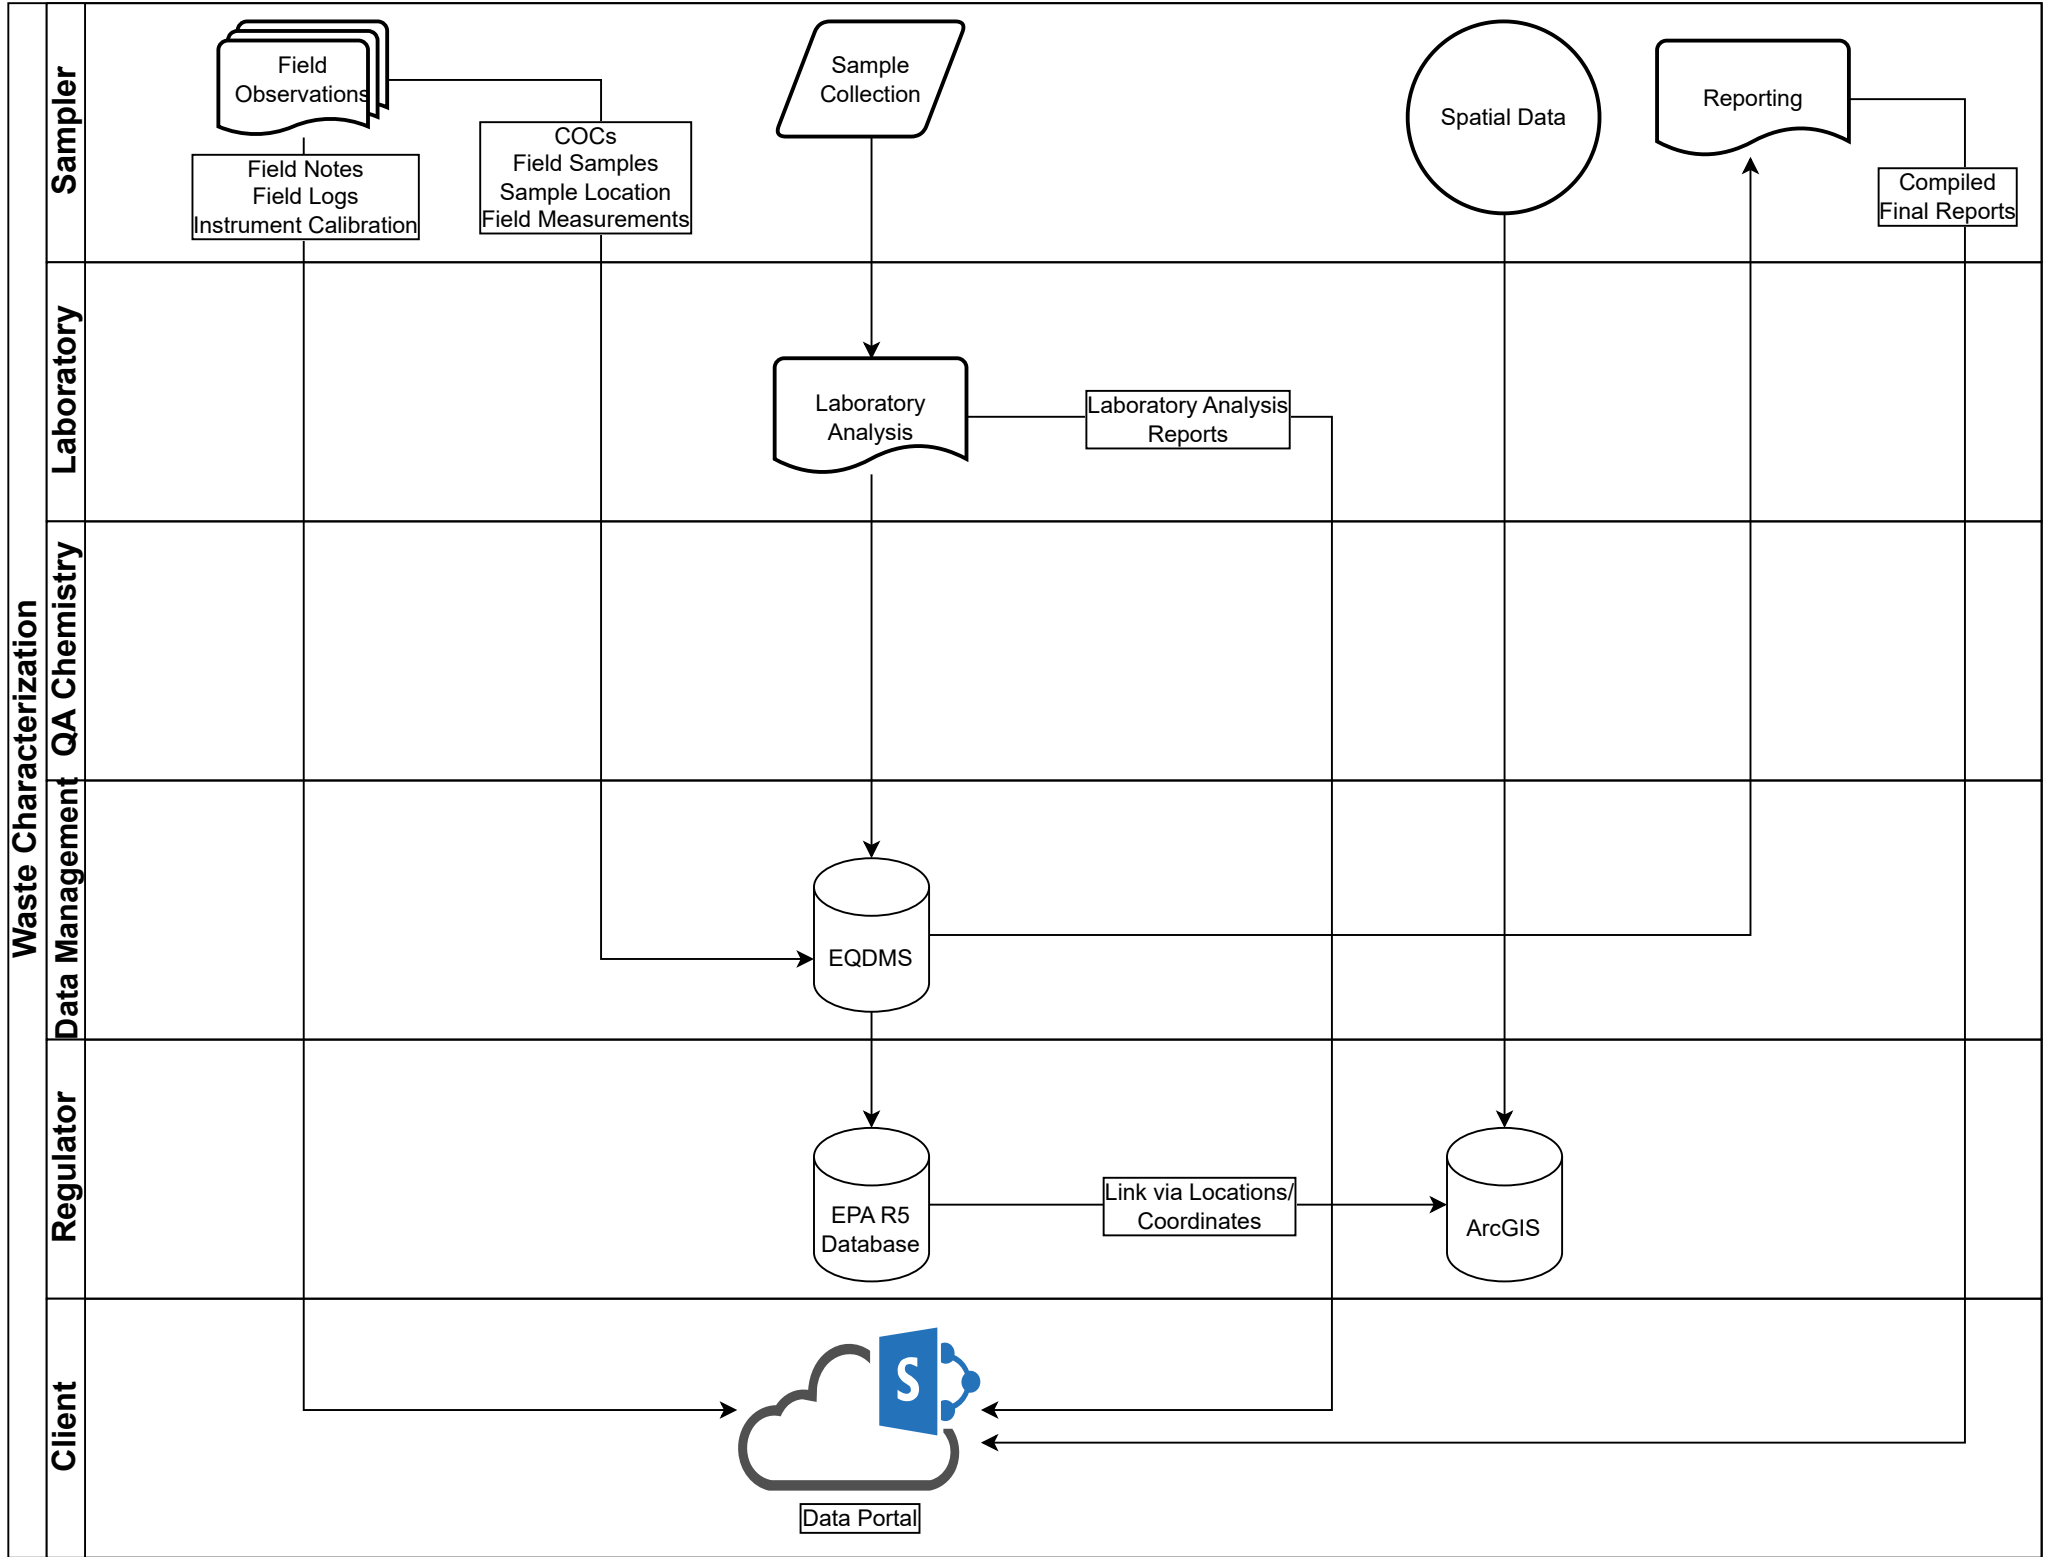 Waste Characterization
Sampler
Field
Observations
Field Notes
Field Logs
Instrument Calibration
COCs
Field Samples
Sample Location
Field Measurements
Sample
Collection
Spatial Data
Reporting
Compiled
Final Reports
Laboratory
Laboratory
Analysis
Laboratory Analysis
Reports
QA Chemistry
Data Management
EQDMS
Regulator
EPA R5
Database
Link via Locations/
Coordinates
ArcGIS
Client
S
Data Portal